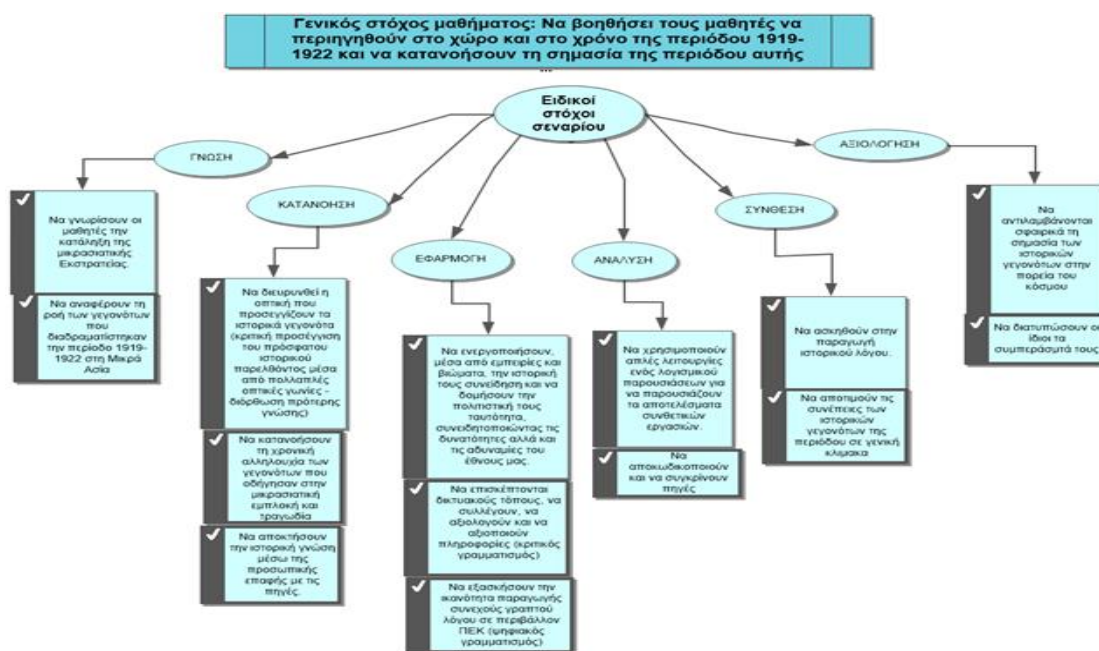 Γενικός στόχος μαθήματος: Να βοηθήσει τους μαθητές να
περιηγηθούν στο χώρο και στο χρόνο της περιόδου 1919-
1922 και να κατανοήσουν τη σημασία της περιόδου αυτής
...
Ειδικοί
στόχοι
σεναρίου
ΓΝΩΣΗ
Να γνωρίσουν οι
μαθητές την
κατάληξη της
μικρασιατικής
Εκστρατείας.
Να αναφέρουν τη
ροή των γεγονότων
που
διαδραματίστηκαν
την περίοδο 1919-
1922 στη Μικρά
Ασία
ΚΑΤΑΝΟΗΣΗ
Να διευρυνθεί η
οπτική που
προσεγγίζουν τα
ιστορικά γεγονότα
(κριτική προσέγγιση
του πρόσφατου
ιστορικού
παρελθόντος μέσα
από πολλαπλές
οπτικές γωνίες -
διόρθωση πρότερης
γνώσης)
Να κατανοήσουν
τη χρονική
αλληλουχία των
γεγονότων που
οδήγησαν στην
μικρασιατική
εμπλοκή και
τραγωδία
Να αποκτήσουν
την ιστορική γνώση
μέσω της
προσωπικής
επαφής με τις
πηγές.
ΕΦΑΡΜΟΓΗ
Να ενεργοποιήσουν,
μέσα από εμπειρίες και
βιώματα, την ιστορική
τους συνείδηση και να
δομήσουν την
πολιτιστική τους
ταυτότητα,
συνειδητοποιώντας τις
δυνατότητες αλλά και
τις αδυναμίες του
έθνους μας.
Να επισκέπτονται
δικτυακούς τόπους, να
συλλέγουν, να
αξιολογούν και να
αξιοποιούν
πληροφορίες (κριτικός
γραμματισμός)
Να εξασκήσουν την
ικανότητα παραγωγής
συνεχούς γραπτού
λόγου σε περιβάλλον
ΠΕΚ (ψηφιακός
γραμματισμός)
ΑΝΑΛΥΣΗ
Να χρησιμοποιούν
απλές λειτουργίες
ενός λογισμικού
παρουσιάσεων για
να παρουσιάζουν
τα αποτελέσματα
συνθετικών
εργασιών.
Να
αποκωδικοποιούν
και να συγκρίνουν
πηγές
ΣΥΝΘΕΣΗ
Να ασκηθούν στην
παραγωγή
ιστορικού λόγου.
Να αποτιμούν τις
συνέπειες των
ιστορικών
γεγονότων της
περιόδου σε γενική
κλιμακα
ΑΞΙΟΛΟΓΗΣΗ
Να
αντιλαμβάνονται
σφαιρικά τη
σημασία των
ιστορικών
γεγονότων στην
πορεία του
κόσμου
Να διατυπώσουν οι
ίδιοι τα
συμπεράσμτά τους